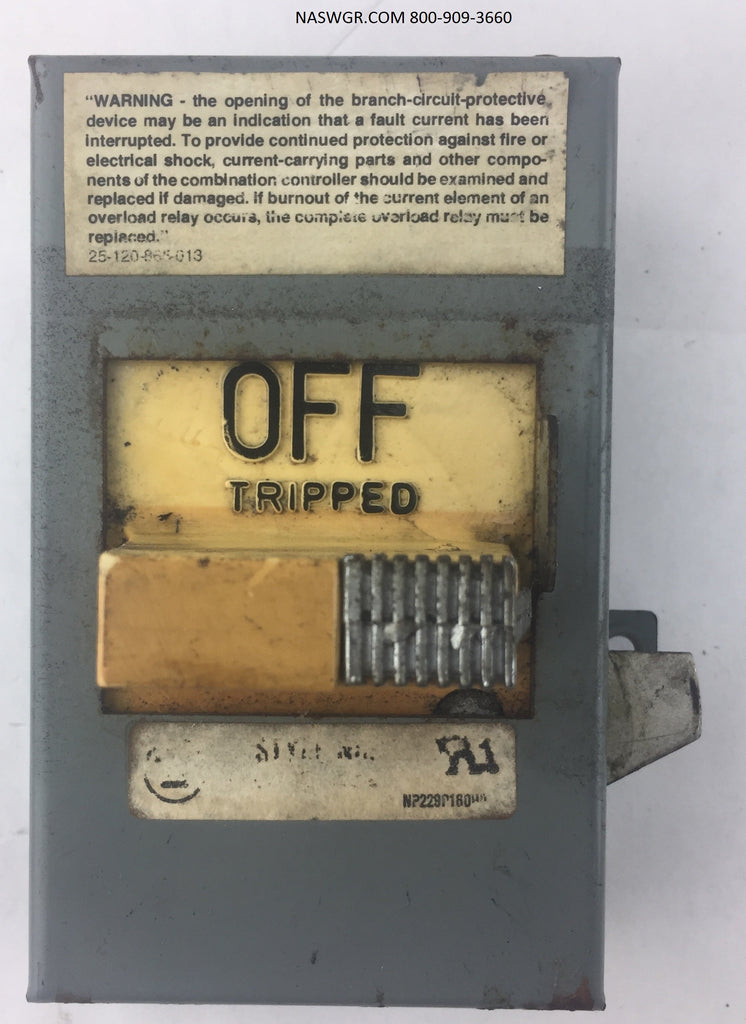 NASWGR.COM 800-909-3660
“WARNING - the opening of the branch-circuit-protective
device may be an indication that a fault current has been
interrupted. To provide continued protection against fire or
electrical shock, current-carrying parts and other compo-
nents of the combination controller should be examined and
replaced if damaged. If burnout of the current element of an
overload relay occurs, the complete overload relay must be
replaced.”
OFF
TRIPPED